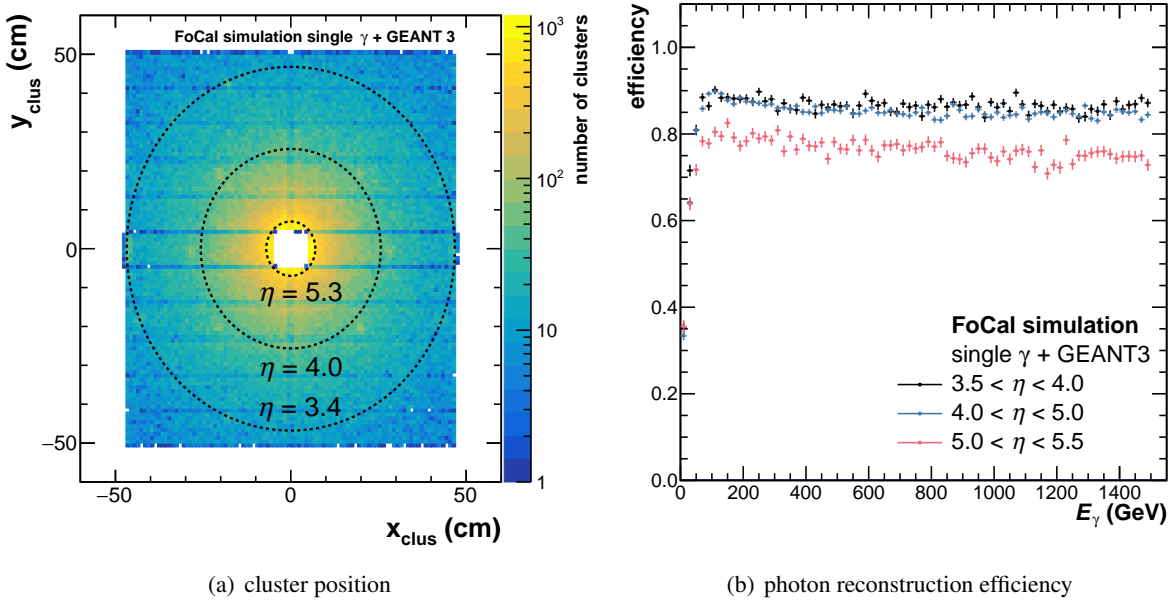 FoCal simulation single γ + GEANT 3
y_clus (cm)
50
0
−50
−50
0
50
x_clus (cm)
η = 5.3
η = 4.0
η = 3.4
number of clusters
10^3
10^2
10
1
(a) cluster position
efficiency
1.0
0.8
0.6
0.4
0.2
0.0
0
200
400
600
800
1000
1200
1400
E_γ (GeV)
FoCal simulation
single γ + GEANT3
3.5 < η < 4.0
4.0 < η < 5.0
5.0 < η < 5.5
(b) photon reconstruction efficiency